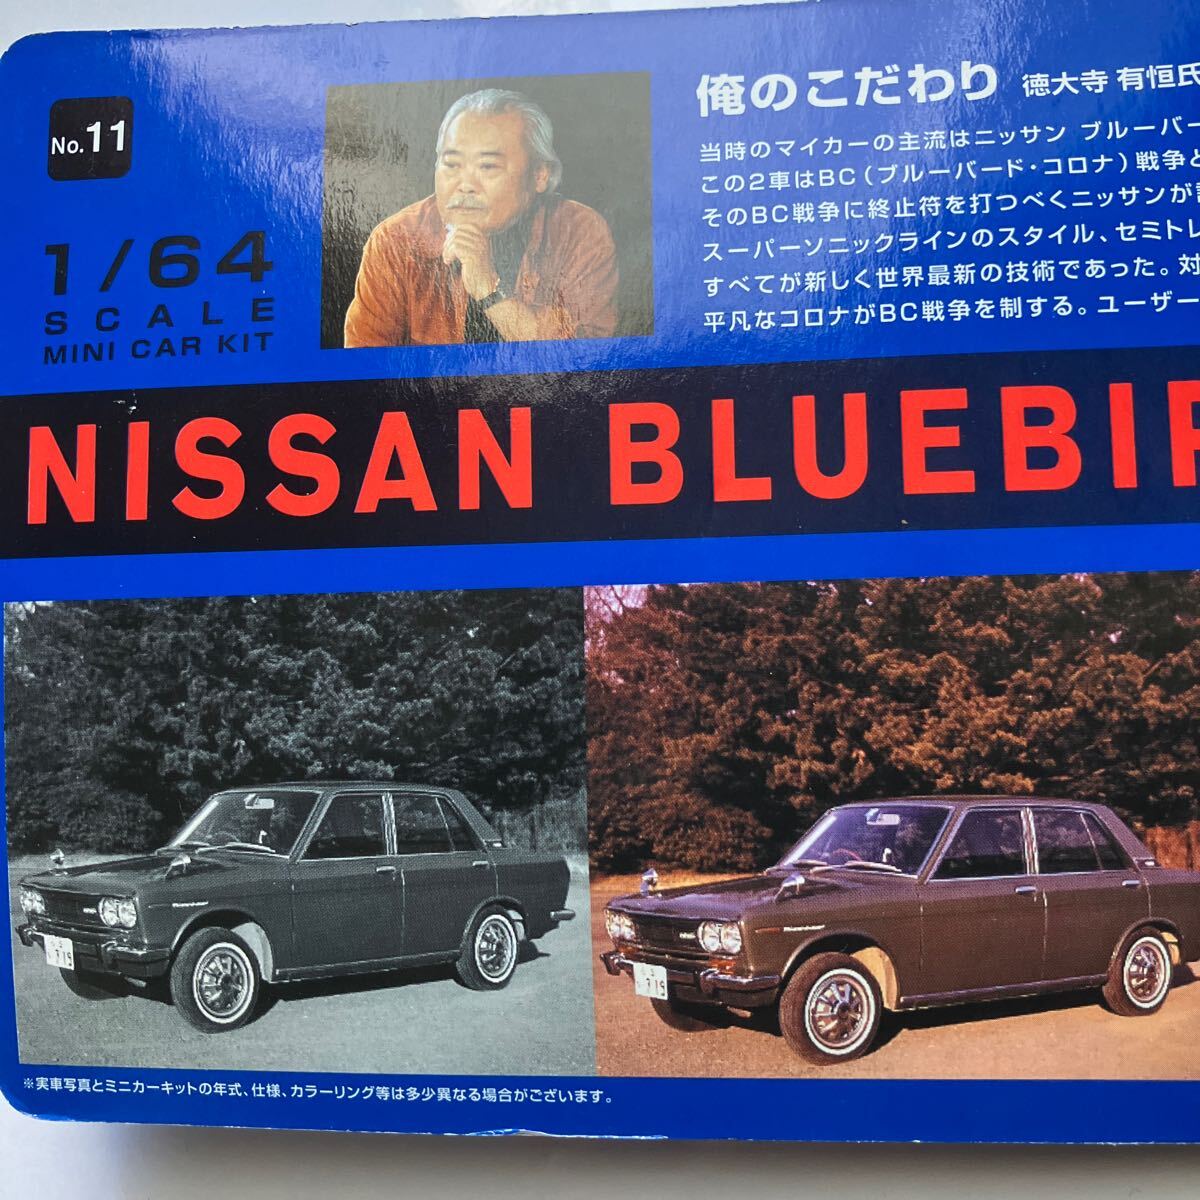 No.11
1/64
SCALE
MINI CAR KIT
俺のこだわり 徳大寺 有恒氏
当時のマイカーの主流はニッサン ブルーバー
この2車はBC(ブルーバード・コロナ)戦争と
そのBC戦争に終止符を打つべくニッサンが
スーパーソニックラインのスタイル、セミトレ
すべてが新しく世界最新の技術であった。対
平凡なコロナがBC戦争を制する。ユーザー
NISSAN BLUEBIR
719
719
※実車写真とミニカーキットの年式、仕様、カラーリング等は多少異なる場合がございます。